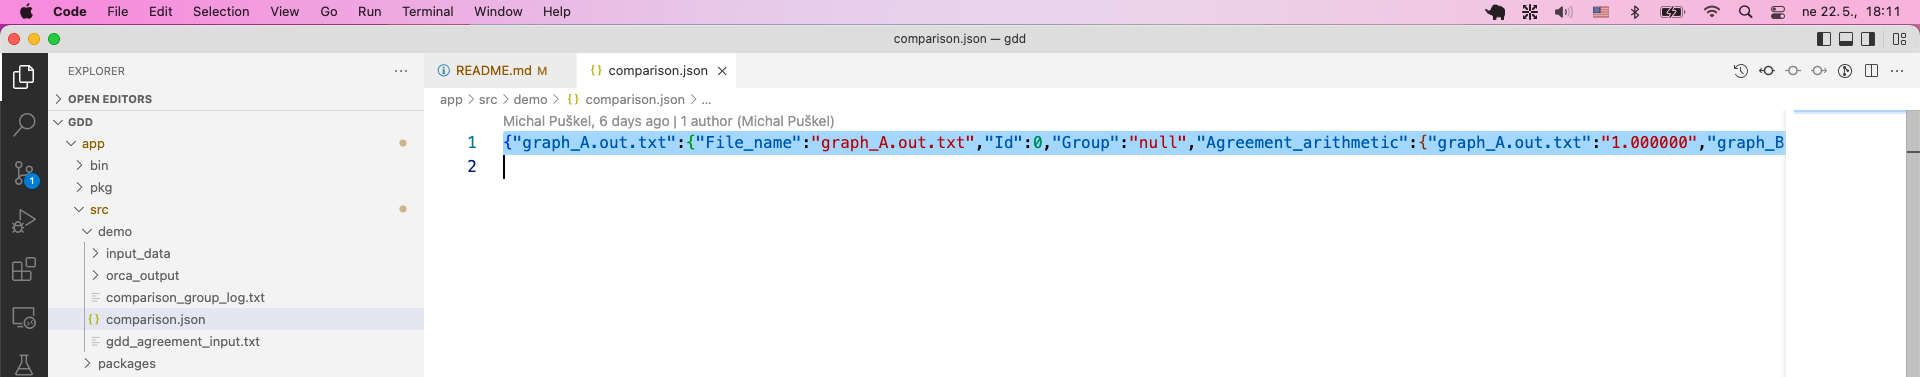 Code File Edit Selection View Go Run Terminal Window Help ne 22.5., 18:11
comparison.json — gdd
EXPLORER
README.md M
comparison.json
OPEN EDITORS
app > src > demo > {} comparison.json > ...
GDD
Michal Puškel, 6 days ago | 1 author (Michal Puškel)
app
1 {"graph_A.out.txt":{"File_name":"graph_A.out.txt","Id":0,"Group":"null","Agreement_arithmetic":{"graph_A.out.txt":"1.000000","graph_B
bin
2
1
pkg
src
demo
input_data
orca_output
comparison_group_log.txt
{} comparison.json
gdd_agreement_input.txt
packages